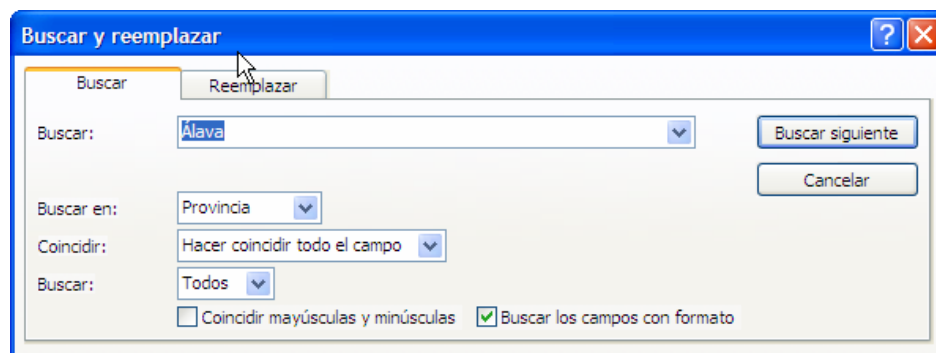 Buscar y reemplazar
Buscar Reemplazar
Buscar: Álava Buscar siguiente
Cancelar
Buscar en: Provincia
Coincidir: Hacer coincidir todo el campo
Buscar: Todos
Coincidir mayúsculas y minúsculas Buscar los campos con formato